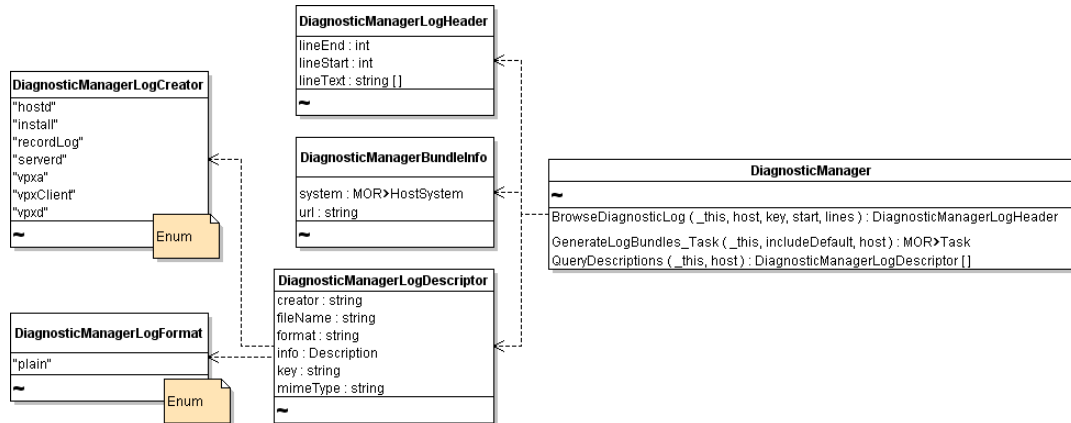 DiagnosticManagerLogHeader
lineEnd : int
lineStart : int
lineText : string [ ]
~
DiagnosticManagerLogCreator
"hostd"
"install"
"recordLog"
"serverd"
"vpxa"
"vpxClient"
"vpxd"
~
Enum
DiagnosticManagerBundleInfo
system : MOR>HostSystem
url : string
~
DiagnosticManager
~
BrowseDiagnosticLog ( _this, host, key, start, lines ) : DiagnosticManagerLogHeader
GenerateLogBundles_Task ( _this, includeDefault, host ) : MOR>Task
QueryDescriptions ( _this, host ) : DiagnosticManagerLogDescriptor [ ]
DiagnosticManagerLogDescriptor
creator : string
fileName : string
format : string
info : Description
key : string
mimeType : string
~
DiagnosticManagerLogFormat
"plain"
~
Enum